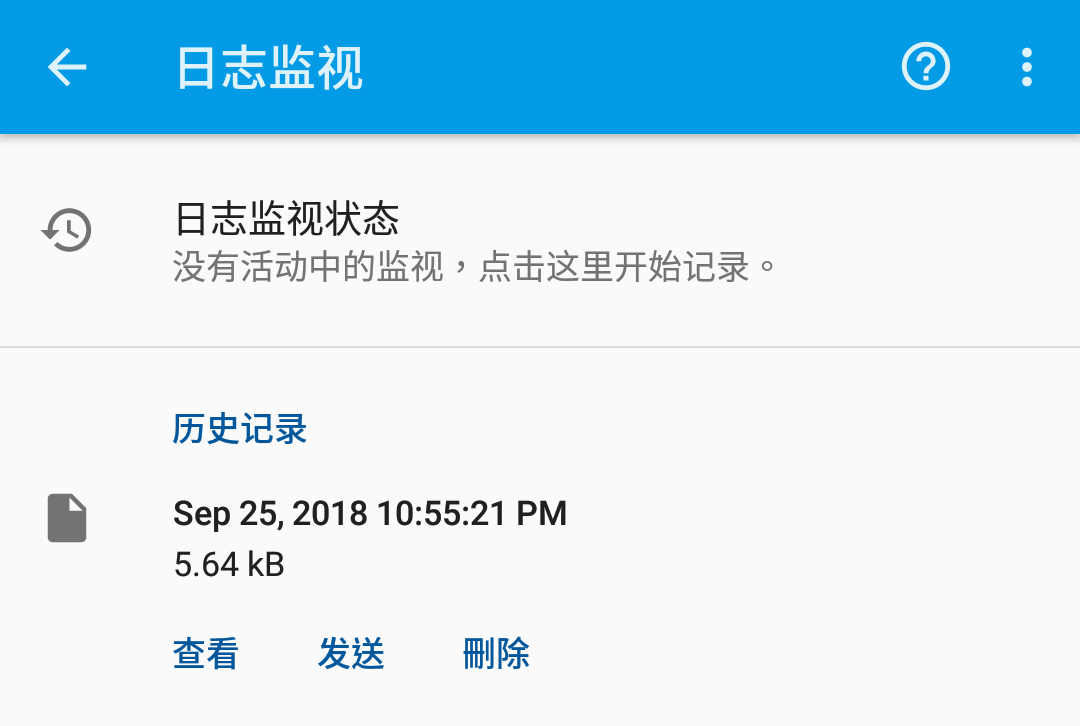 日志监视
日志监视状态
没有活动中的监视，点击这里开始记录。
历史记录
Sep 25, 2018 10:55:21 PM
5.64 kB
查看 发送 刪除